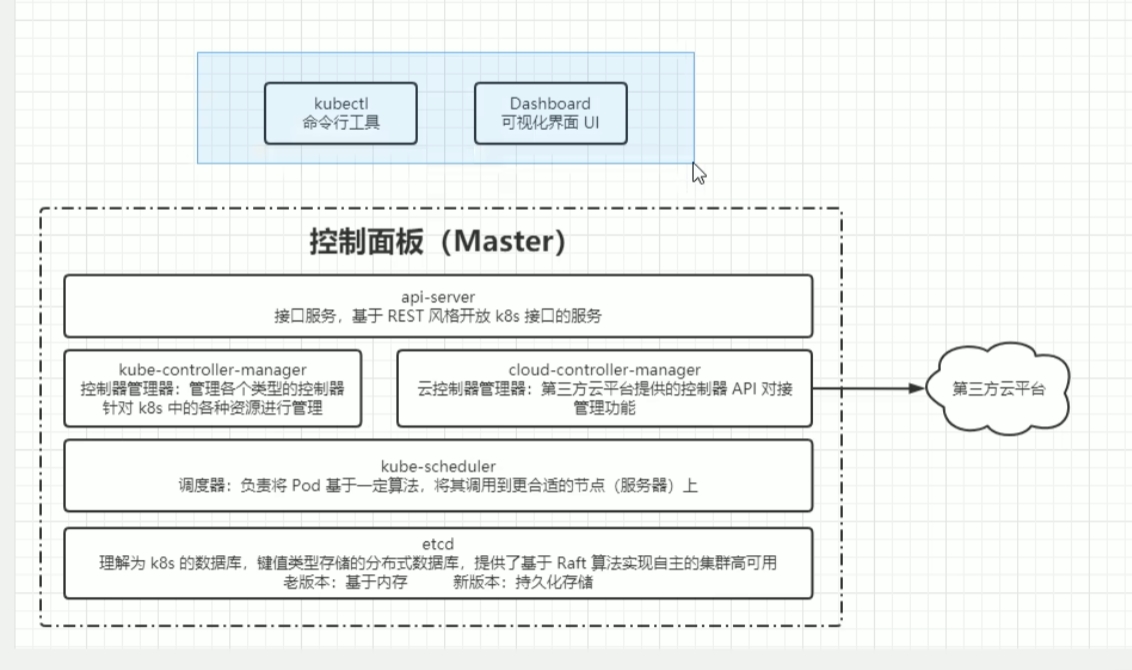 kubectl
命令行工具
Dashboard
可视化界面 UI
控制面板（Master）
api-server
接口服务，基于 REST 风格开放 k8s 接口的服务
kube-controller-manager
控制器管理器：管理各个类型的控制器
针对 k8s 中的各种资源进行管理
cloud-controller-manager
云控制器管理器：第三方云平台提供的控制器 API 对接
管理功能
第三方云平台
kube-scheduler
调度器：负责将 Pod 基于一定算法，将其调用到更合适的节点（服务器）上
etcd
理解为 k8s 的数据库，键值类型存储的分布式数据库，提供了基于 Raft 算法实现自主的集群高可用
老版本：基于内存 新版本：持久化存储